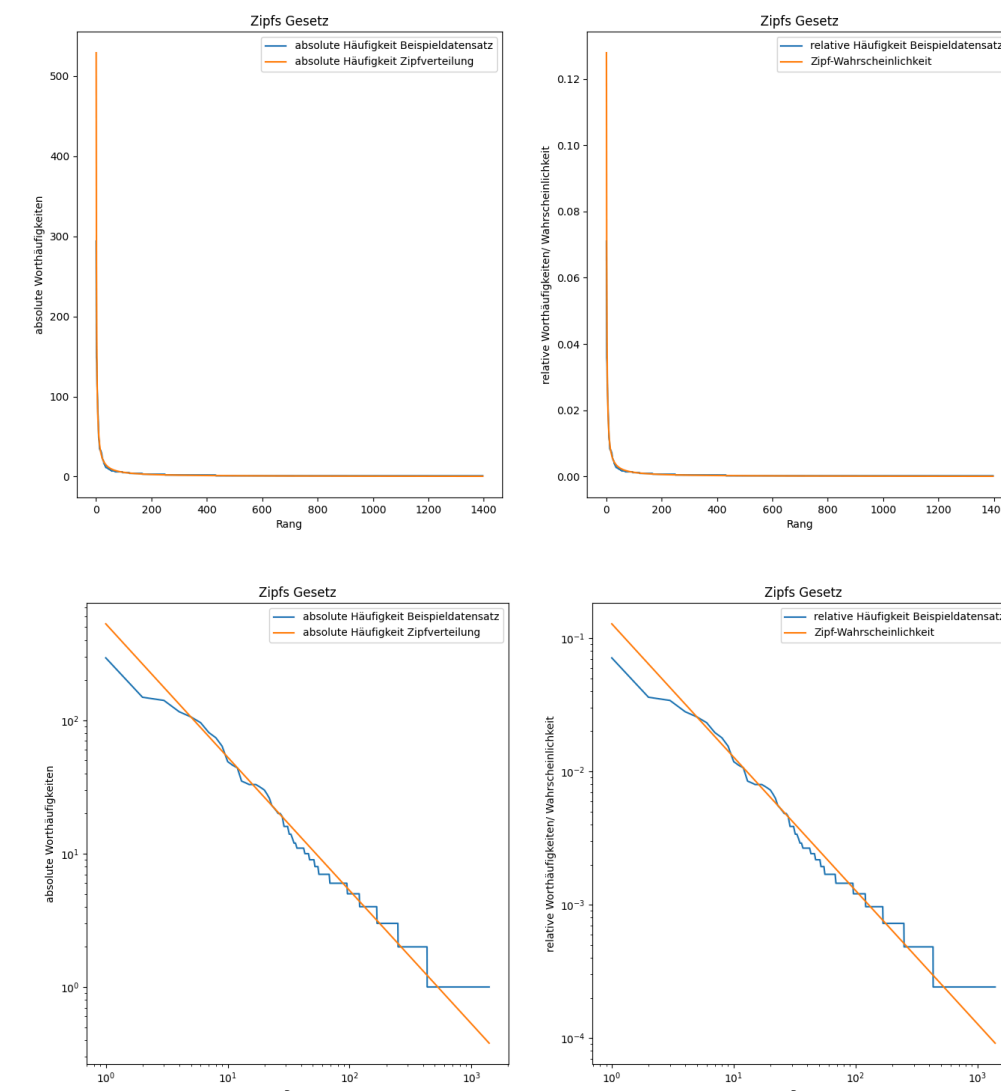 Zipfs Gesetz
absolute Häufigkeit Beispieldatensatz
absolute Häufigkeit Zipfverteilung
absolute Worthäufigkeiten
500
400
300
200
100
0
0 200 400 600 800 1000 1200 1400
Rang
Zipfs Gesetz
relative Häufigkeit Beispieldatensatz
Zipf-Wahrscheinlichkeit
relative Worthäufigkeiten/ Wahrscheinlichkeit
0.12
0.10
0.08
0.06
0.04
0.02
0.00
0 200 400 600 800 1000 1200 140
Rang
Zipfs Gesetz
absolute Häufigkeit Beispieldatensatz
absolute Häufigkeit Zipfverteilung
absolute Worthäufigkeiten
10²
10¹
10⁰
10⁰ 10¹ 10² 10³
Zipfs Gesetz
relative Häufigkeit Beispieldatensatz
Zipf-Wahrscheinlichkeit
relative Worthäufigkeiten/ Wahrscheinlichkeit
10⁻¹
10⁻²
10⁻³
10⁻⁴
10⁰ 10¹ 10² 10³